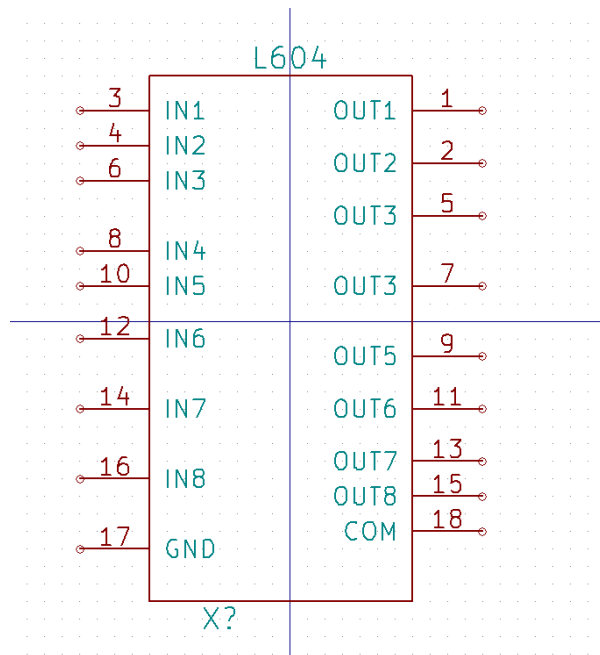 L604
3 IN1 OUT1 1
4 IN2
OUT2 2
6 IN3
OUT3 5
8 IN4
10 IN5 OUT3 7
12 IN6
OUT5 9
14 IN7 OUT6 11
OUT7 13
16 IN8
OUT8 15
COM 18
17 GND
X?